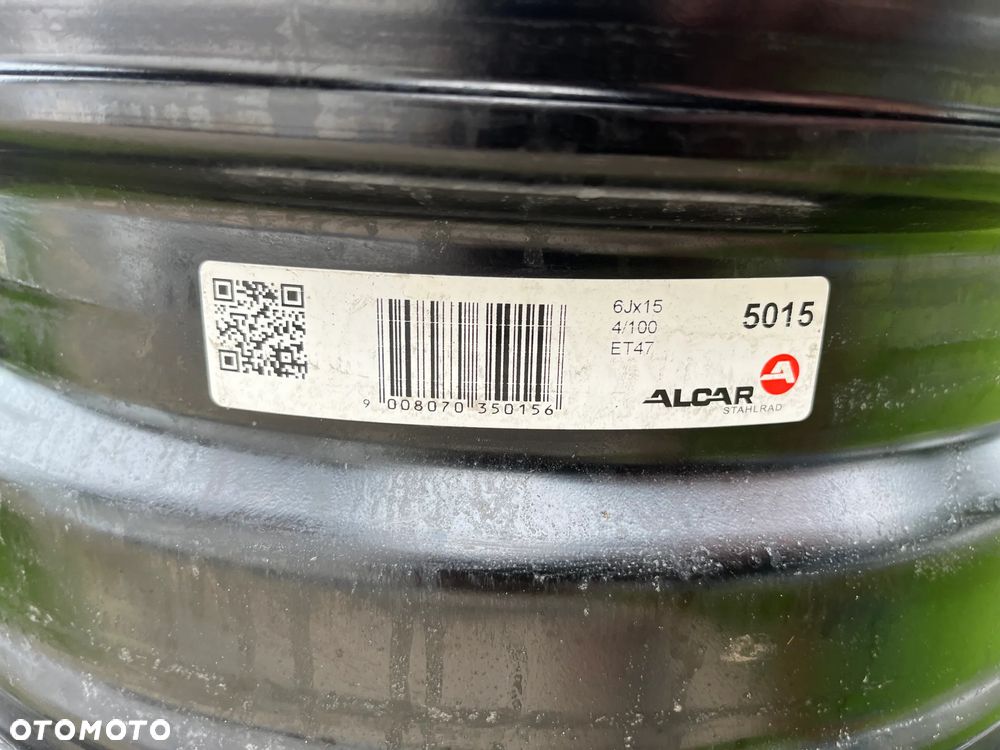 6Jx15
4/100
ET47
5015
ALCAR
STAHLRAD
9 008070 350156
OTOMOTO